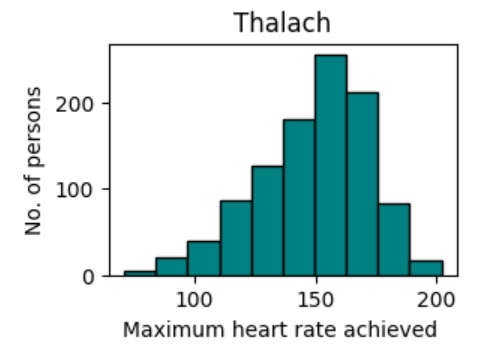 Thalach
No. of persons
200
100
0
100 150 200
Maximum heart rate achieved